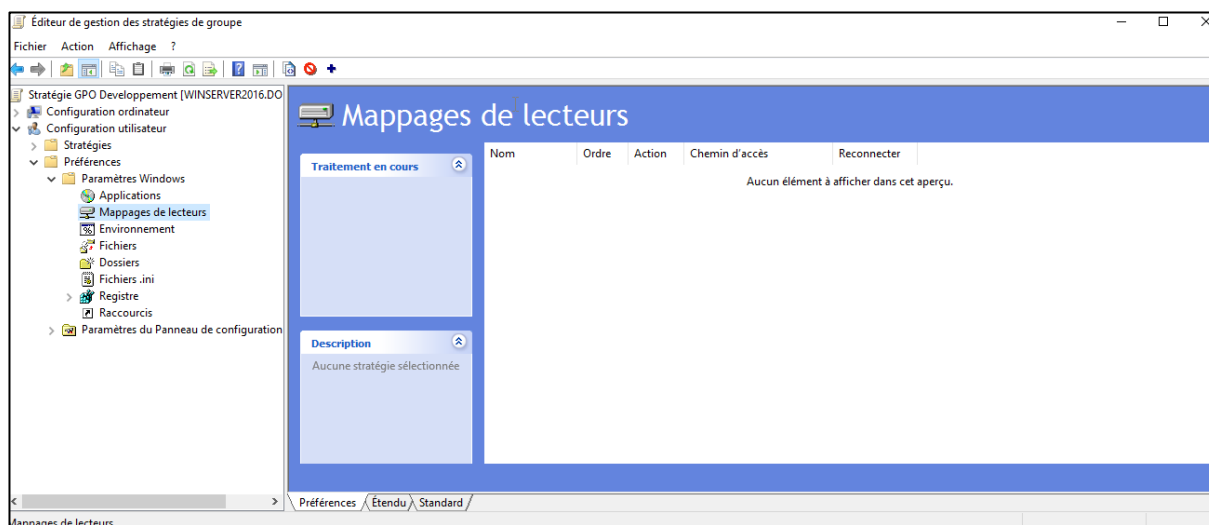 Éditeur de gestion des stratégies de groupe
Fichier Action Affichage ?
Stratégie GPO Developpement [WINSERVER2016.DO
Configuration ordinateur
Configuration utilisateur
Stratégies
Préférences
Paramètres Windows
Applications
Mappages de lecteurs
Environnement
Fichiers
Dossiers
Fichiers .ini
Registre
Raccourcis
Paramètres du Panneau de configuration
Mappages de lecteurs
Traitement en cours
Description
Aucune stratégie sélectionnée
Nom Ordre Action Chemin d'accès Reconnecter
Aucun élément à afficher dans cet aperçu.
Préférences Étendu Standard
Mappages de lecteurs